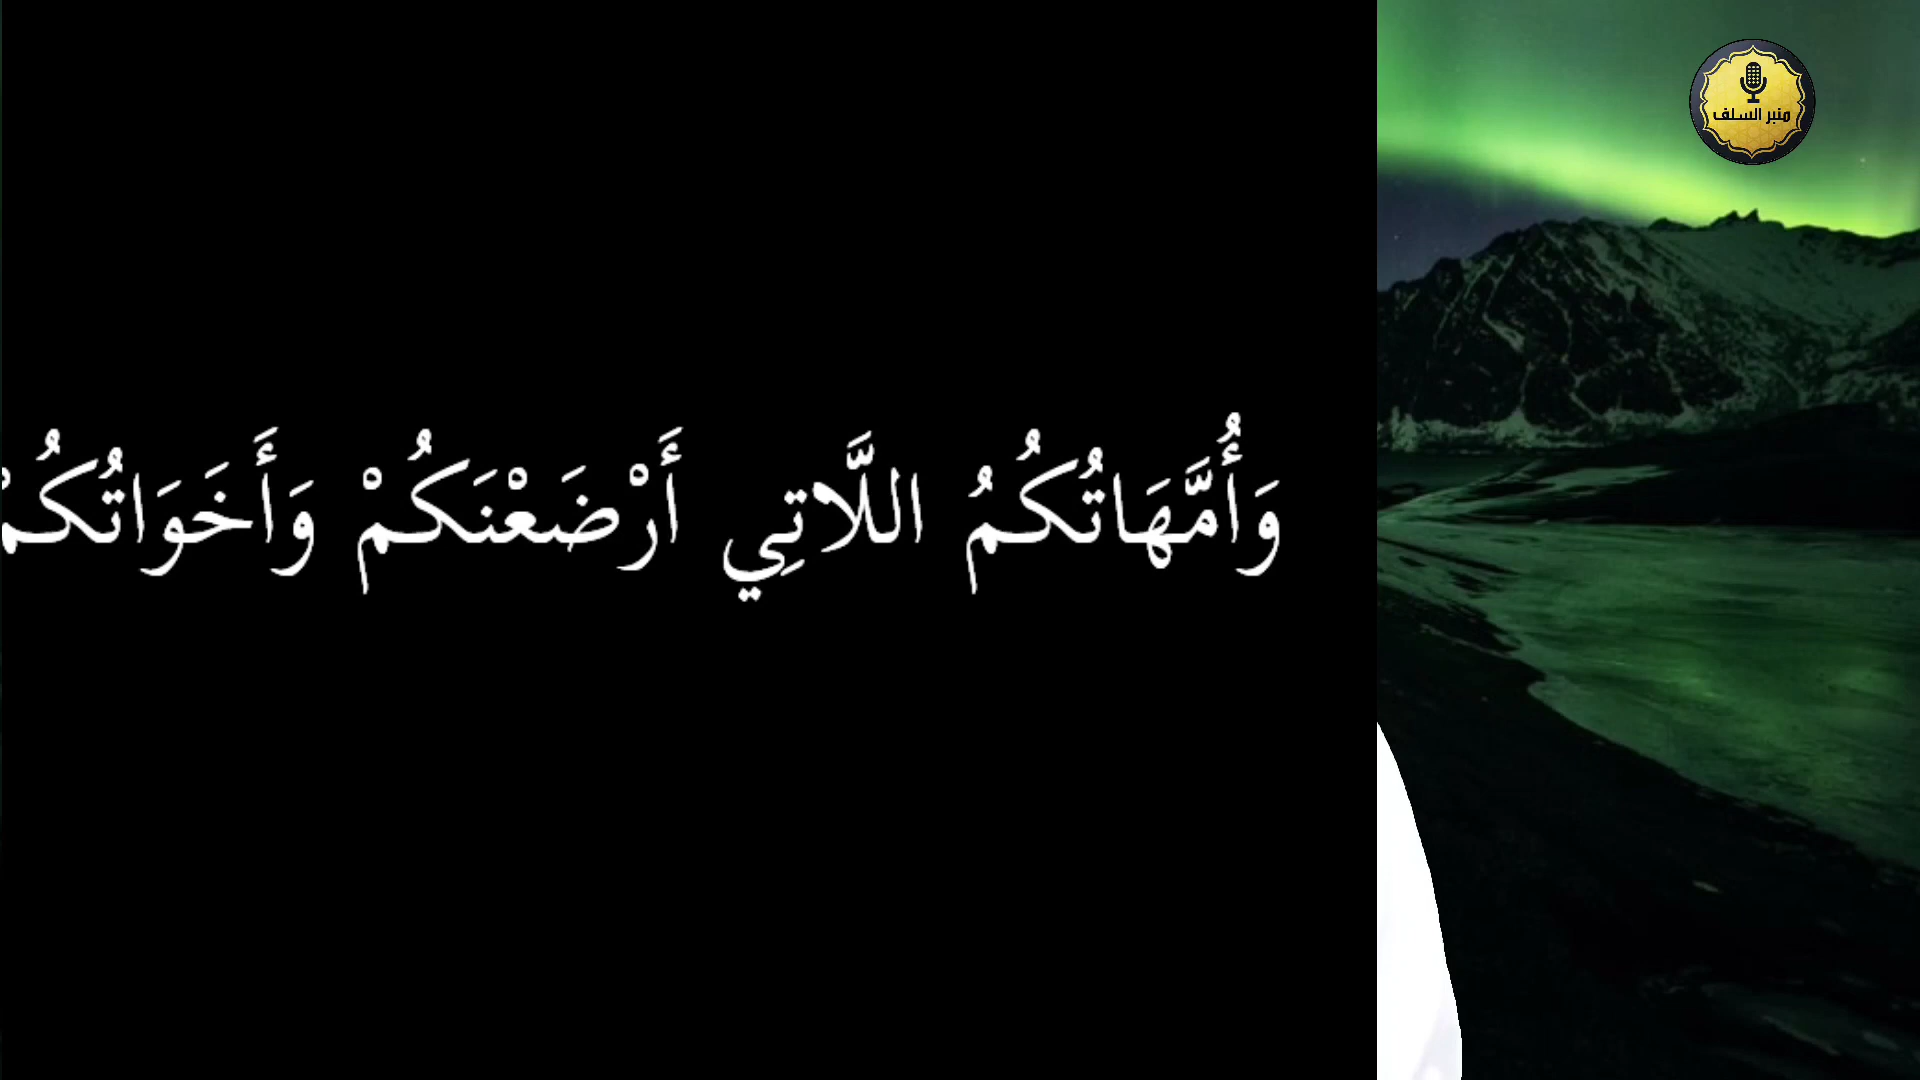 منبر السلف
وَأُمَّهَاتُكُمُ اللَّاتِي أَرْضَعْنَكُمْ وَأَخَوَاتُكُمْ